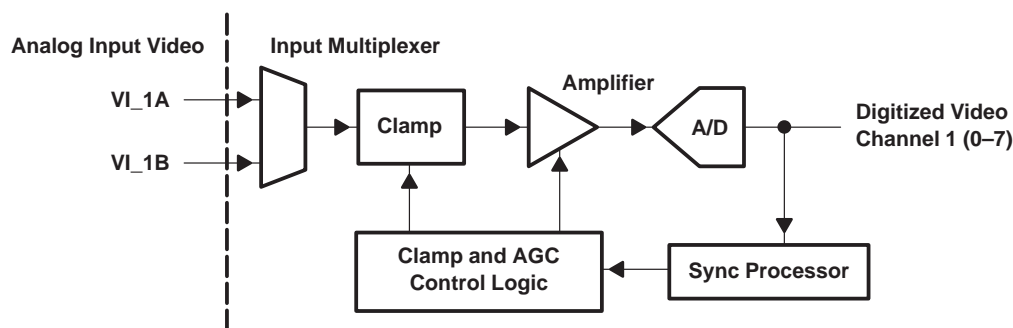 Analog Input Video
Input Multiplexer
Amplifier
VI_1A
VI_1B
Clamp
A/D
Digitized Video
Channel 1 (0–7)
Clamp and AGC
Control Logic
Sync Processor